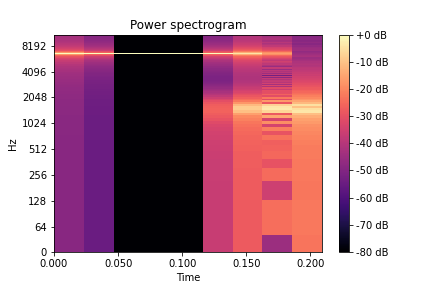 Power spectrogram
8192
4096
2048
1024
512
256
128
64
0
Hz
0.000 0.050 0.100 0.150 0.200
Time
+0 dB
-10 dB
-20 dB
-30 dB
-40 dB
-50 dB
-60 dB
-70 dB
-80 dB